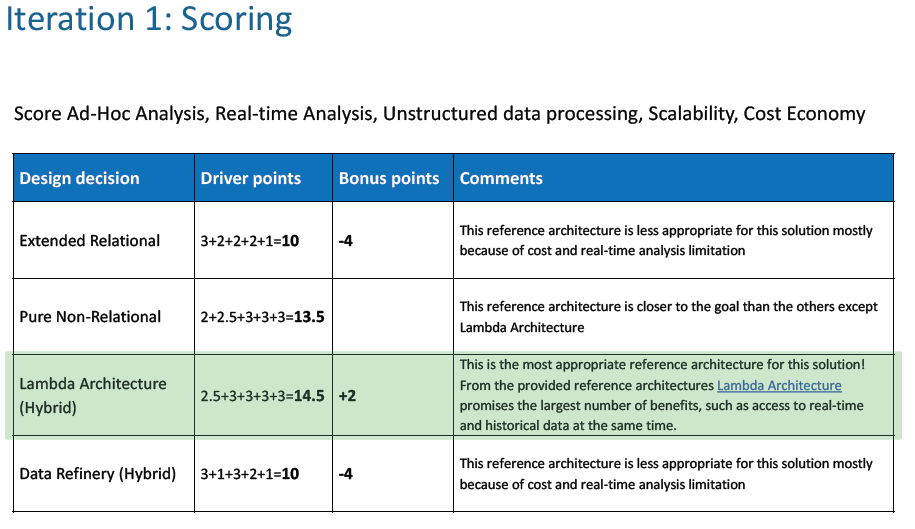 Iteration 1: Scoring
Score Ad-Hoc Analysis, Real-time Analysis, Unstructured data processing, Scalability, Cost Economy
Design decision Driver points Bonus points Comments
Extended Relational 3+2+2+2+1=10 -4 This reference architecture is less appropriate for this solution mostly
because of cost and real-time analysis limitation
Pure Non-Relational 2+2.5+3+3+3=13.5 This reference architecture is closer to the goal than the others except
Lambda Architecture
Lambda Architecture
(Hybrid) 2.5+3+3+3+3=14.5 +2 This is the most appropriate reference architecture for this solution!
From the provided reference architectures Lambda Architecture
promises the largest number of benefits, such as access to real-time
and historical data at the same time.
Data Refinery (Hybrid) 3+1+3+2+1=10 -4 This reference architecture is less appropriate for this solution mostly
because of cost and real-time analysis limitation